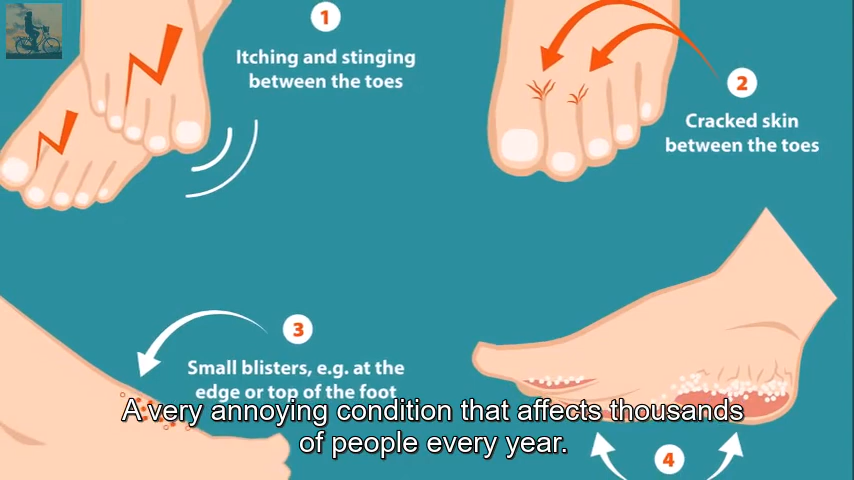 1
Itching and stinging
between the toes
2
Cracked skin
between the toes
3
Small blisters, e.g. at the
edge or top of the foot
4
A very annoying condition that affects thousands
of people every year.